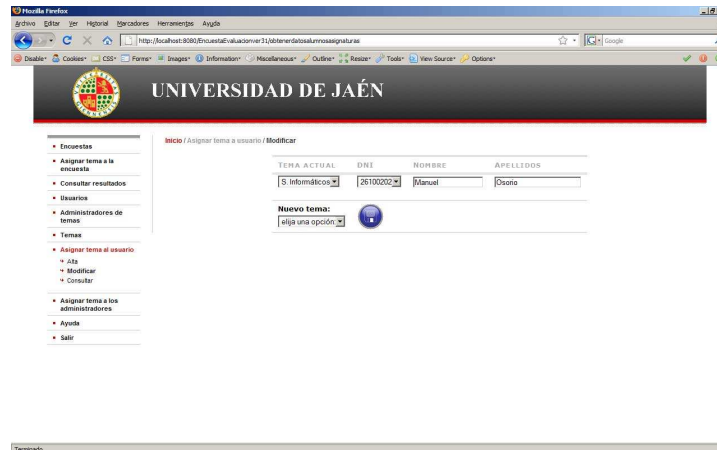 Mozilla Firefox
Archivo Editar Ver Historial Marcadores Herramientas Ayuda
http://localhost:8080/EncuestaEvaluacionver31/obtenerdatosalumnosasignaturas
Google
Disable Cookies CSS Forms Images Information Miscellaneous Outline Resize Tools View Source Options
UNIVERSIDAD DE JAÉN
Inicio / Asignar tema a usuario / Modificar
Encuestas
Asignar tema a la
encuesta
Consultar resultados
Usuarios
Administradores de
temas
Temas
Asignar tema al usuario
Alta
Modificar
Consultar
Asignar tema a los
administradores
Ayuda
Salir
TEMA ACTUAL DNI NOMBRE APELLIDOS
S. Informáticos 26100202 Manuel Osorio
Nuevo tema:
elija una opción:
Terminado